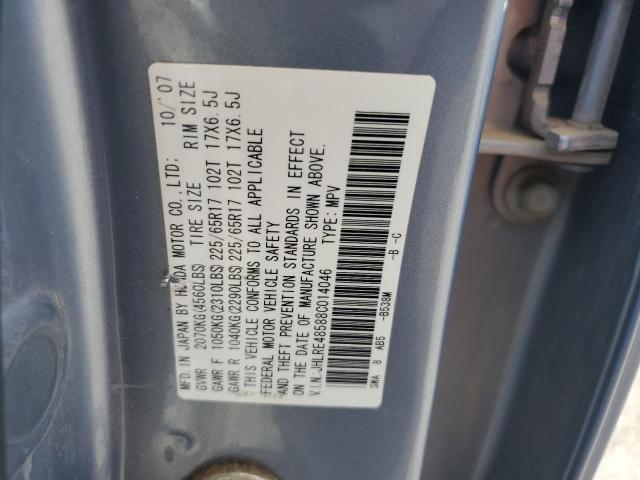 MFD. IN JAPAN BY HONDA MOTOR CO., LTD: 10/ 07
GVWR 2070KG(4560LBS) TIRE SIZE RIM SIZE
GAWR F 1050KG(2310LBS) 225/65R17 102T 17X6.5J
GAWR R 1040KG(2290LBS) 225/65R17 102T 17X6.5J
THIS VEHICLE CONFORMS TO ALL APPLICABLE
FEDERAL MOTOR VEHICLE SAFETY
AND THEFT PREVENTION STANDARDS IN EFFECT
ON THE DATE OF MANUFACTURE SHOWN ABOVE.
V.I.N:JHLRE48588C014046 TYPE: MPV
SWA 8 AB5 -B538M -B -C